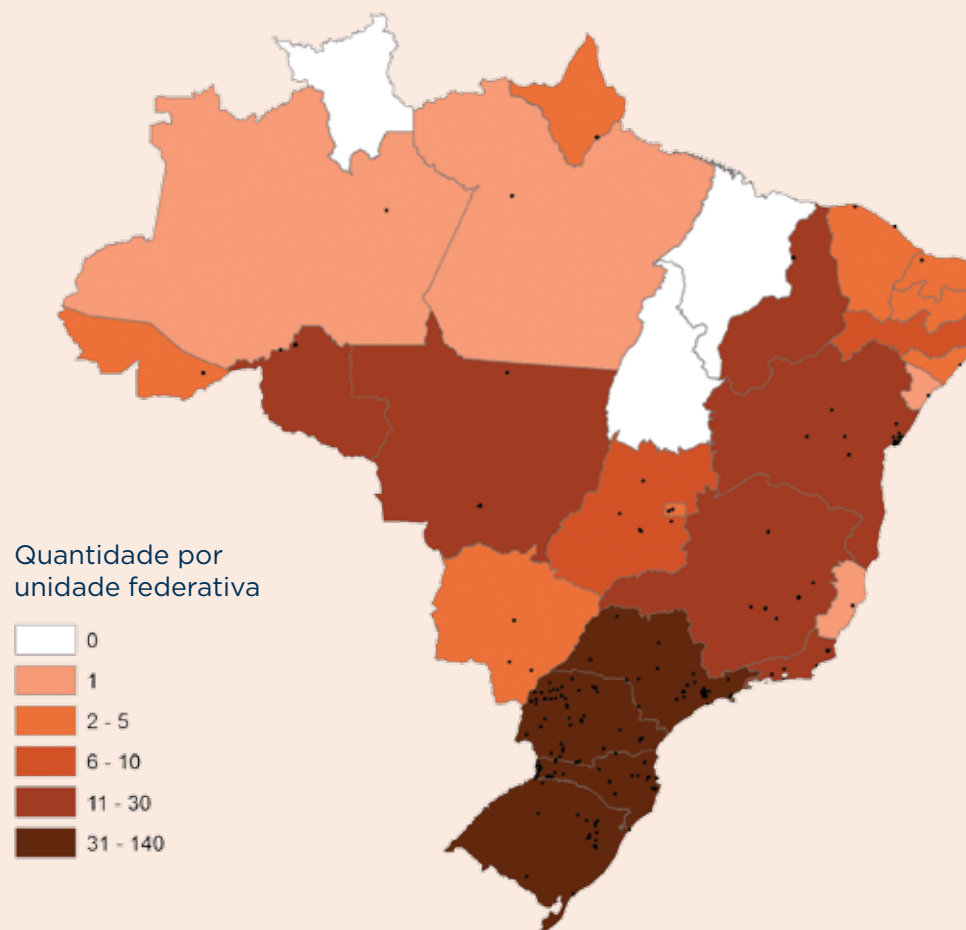 Quantidade por
unidade federativa
0
1
2 - 5
6 - 10
11 - 30
31 - 140